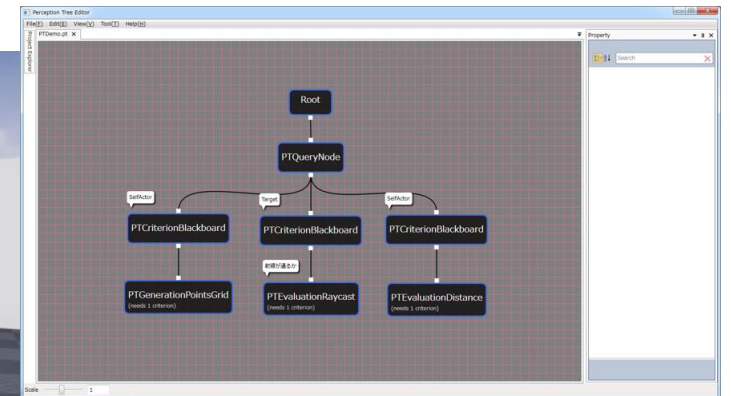 Perception Tree Editor
File(F) Edit(E) View(V) Tool(T) Help(H)
Project Explorer
PTDemo.pt X
Property
Search
Root
PTQueryNode
SelfActor
Target
SelfActor
PTCriterionBlackboard
PTCriterionBlackboard
PTCriterionBlackboard
射線が通るか
PTGenerationPointsGrid
(needs 1 criterion)
PTEvaluationRaycast
(needs 1 criterion)
PTEvaluationDistance
(needs 1 criterion)
Scale
1